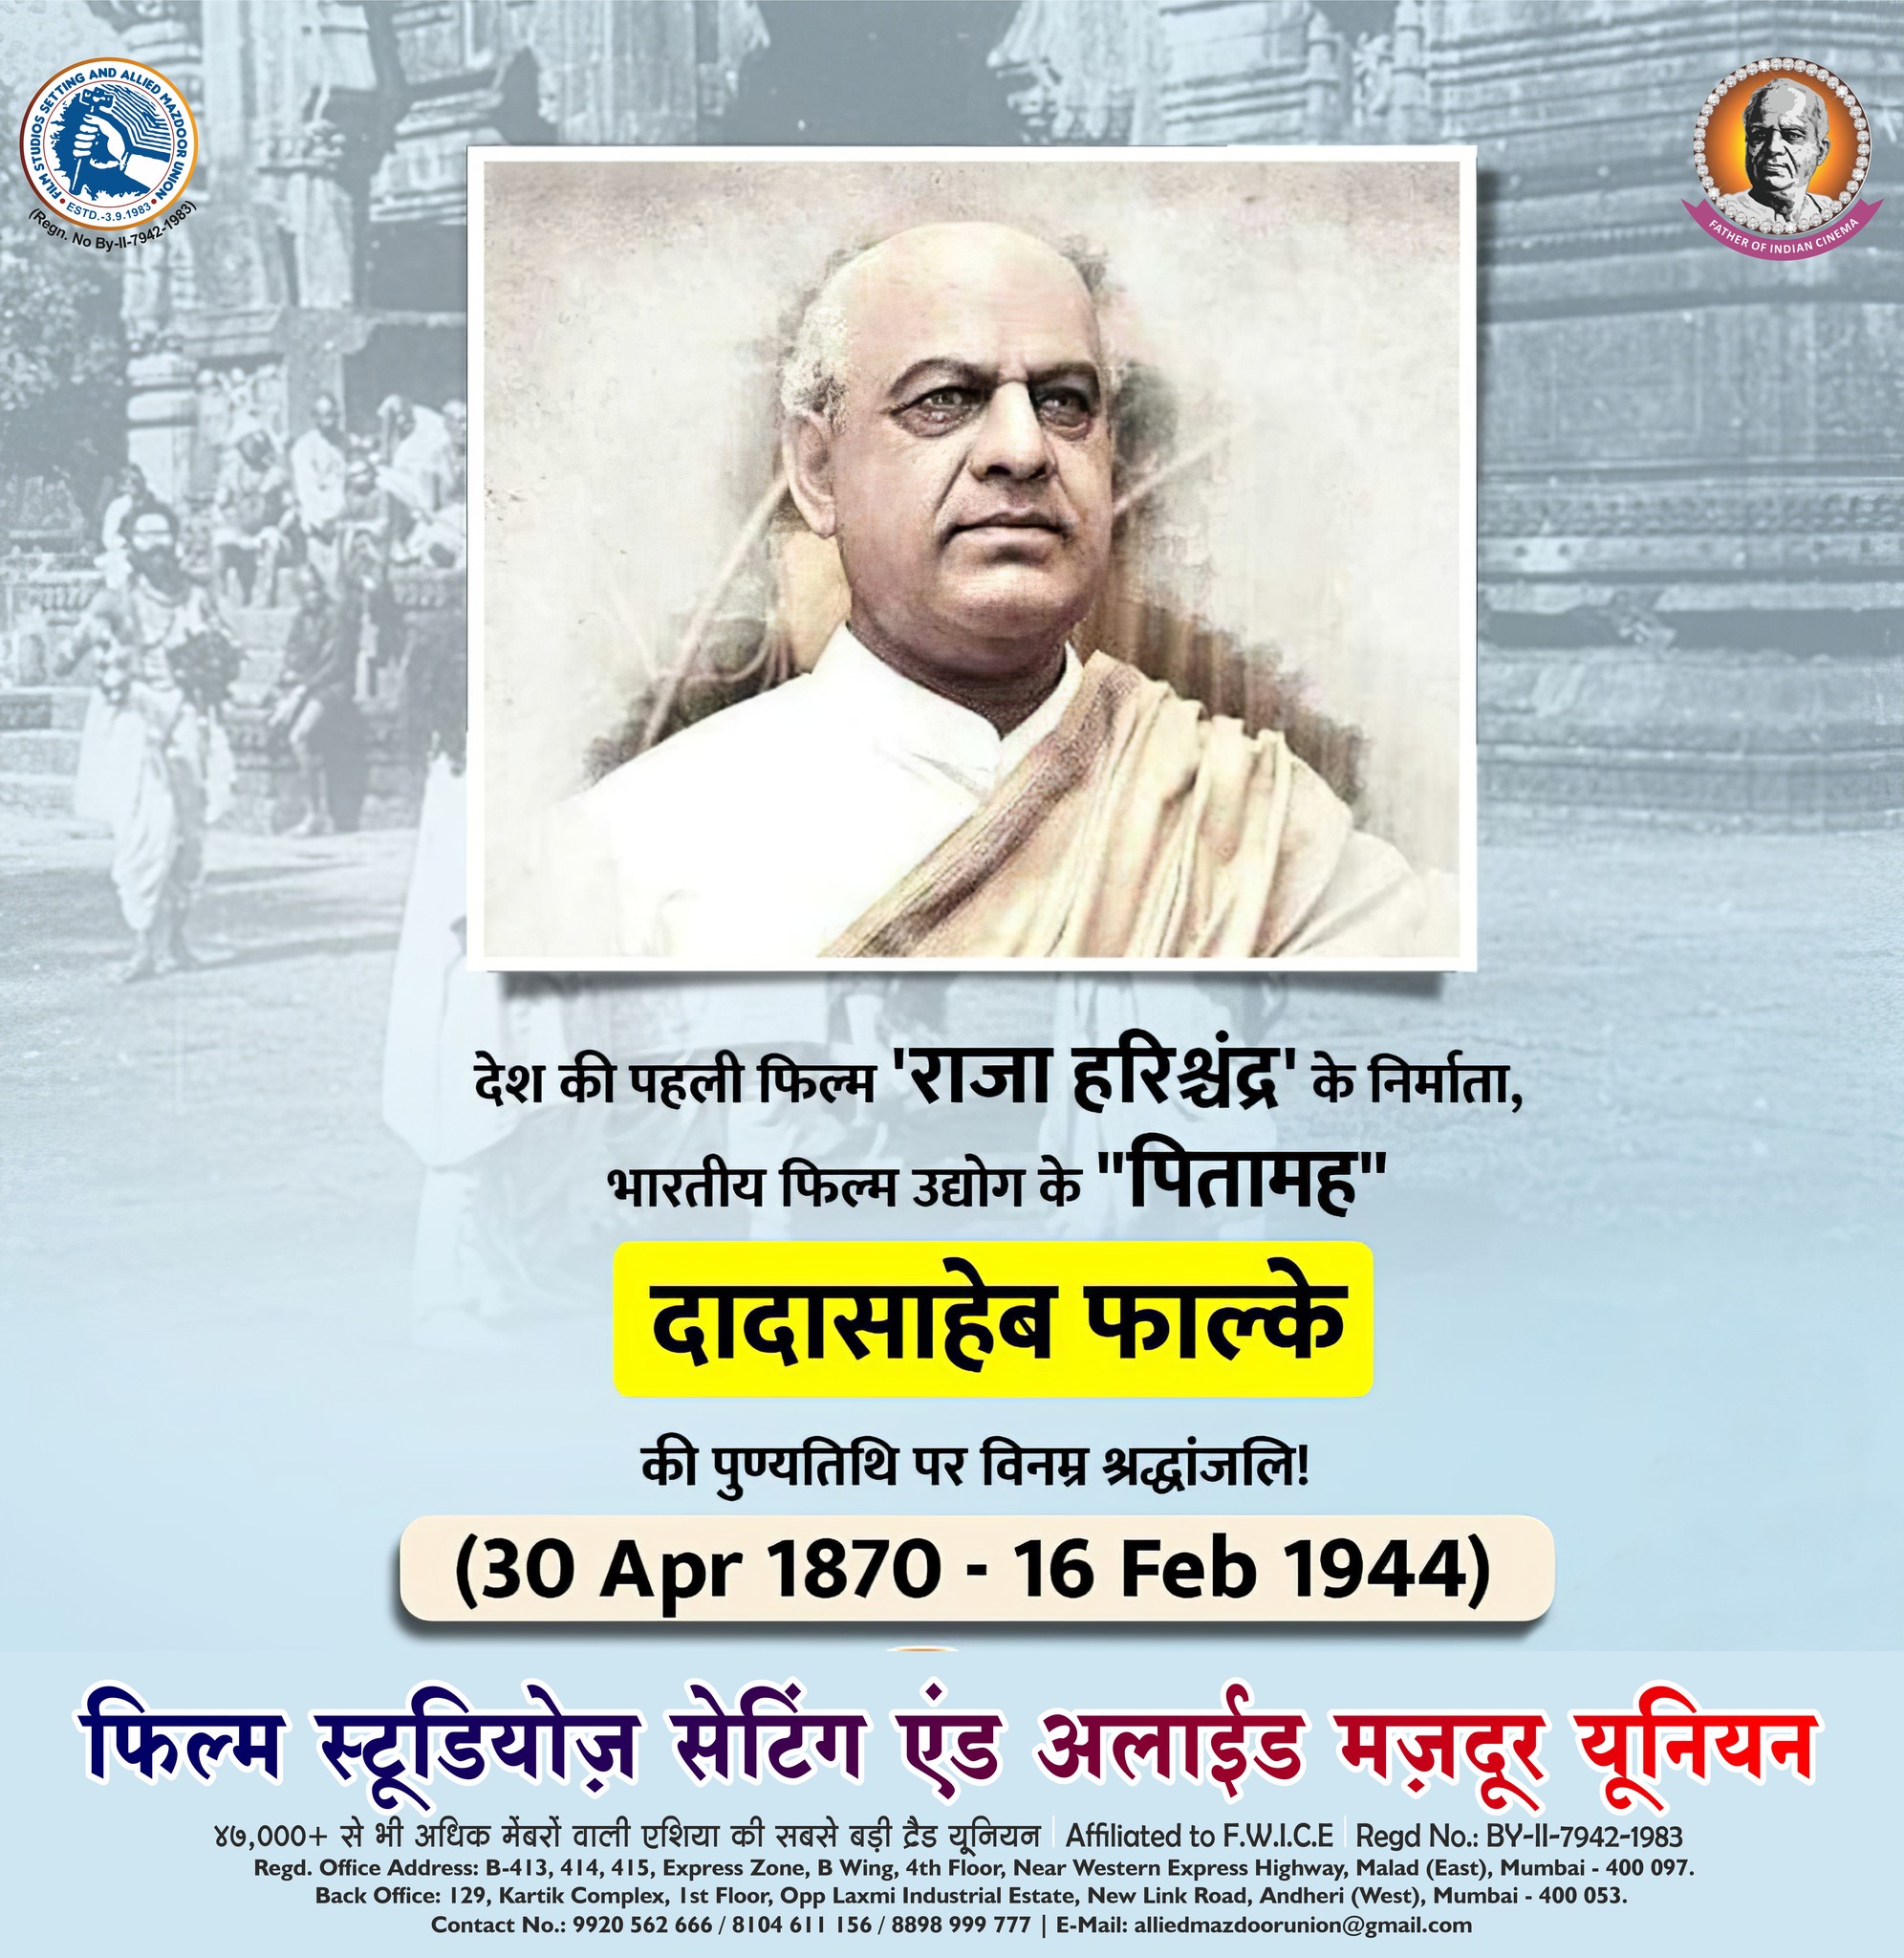 FILM STUDIOS SETTING AND ALLIED MAZDOOR UNION
• ESTD.-3.9.1983 •
(Regn. No By-II-7942-1983)
FATHER OF INDIAN CINEMA
देश की पहली फिल्म 'राजा हरिश्चंद्र' के निर्माता,
भारतीय फिल्म उद्योग के "पितामह"
दादासाहेब फाल्के
की पुण्यतिथि पर विनम्र श्रद्धांजलि!
(30 Apr 1870 - 16 Feb 1944)
फिल्म स्टूडियोज़ सेटिंग एंड अलाईड मज़दूर यूनियन
४७,000+ से भी अधिक मेंबरों वाली एशिया की सबसे बड़ी ट्रैड यूनियन | Affiliated to F.W.I.C.E | Regd No.: BY-II-7942-1983
Regd. Office Address: B-413, 414, 415, Express Zone, B Wing, 4th Floor, Near Western Express Highway, Malad (East), Mumbai - 400 097.
Back Office: 129, Kartik Complex, 1st Floor, Opp Laxmi Industrial Estate, New Link Road, Andheri (West), Mumbai - 400 053.
Contact No.: 9920 562 666 / 8104 611 156 / 8898 999 777 | E-Mail: alliedmazdoorunion@gmail.com